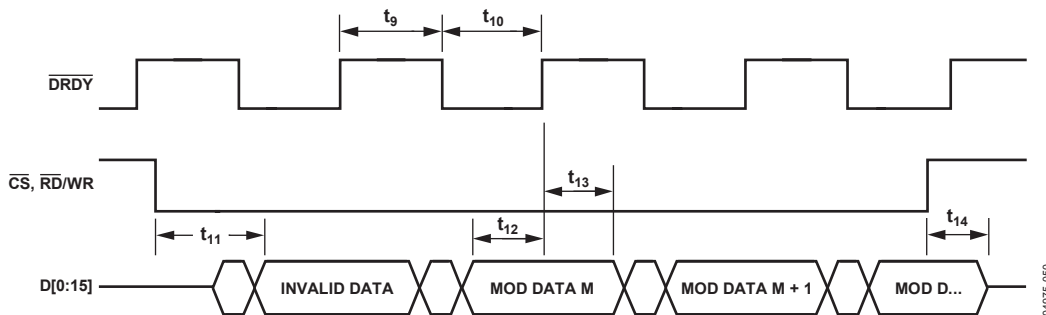 t9
t10
DRDY
CS, RD/WR
t13
t11
t12
t14
D[0:15]
INVALID DATA
MOD DATA M
MOD DATA M + 1
MOD D...